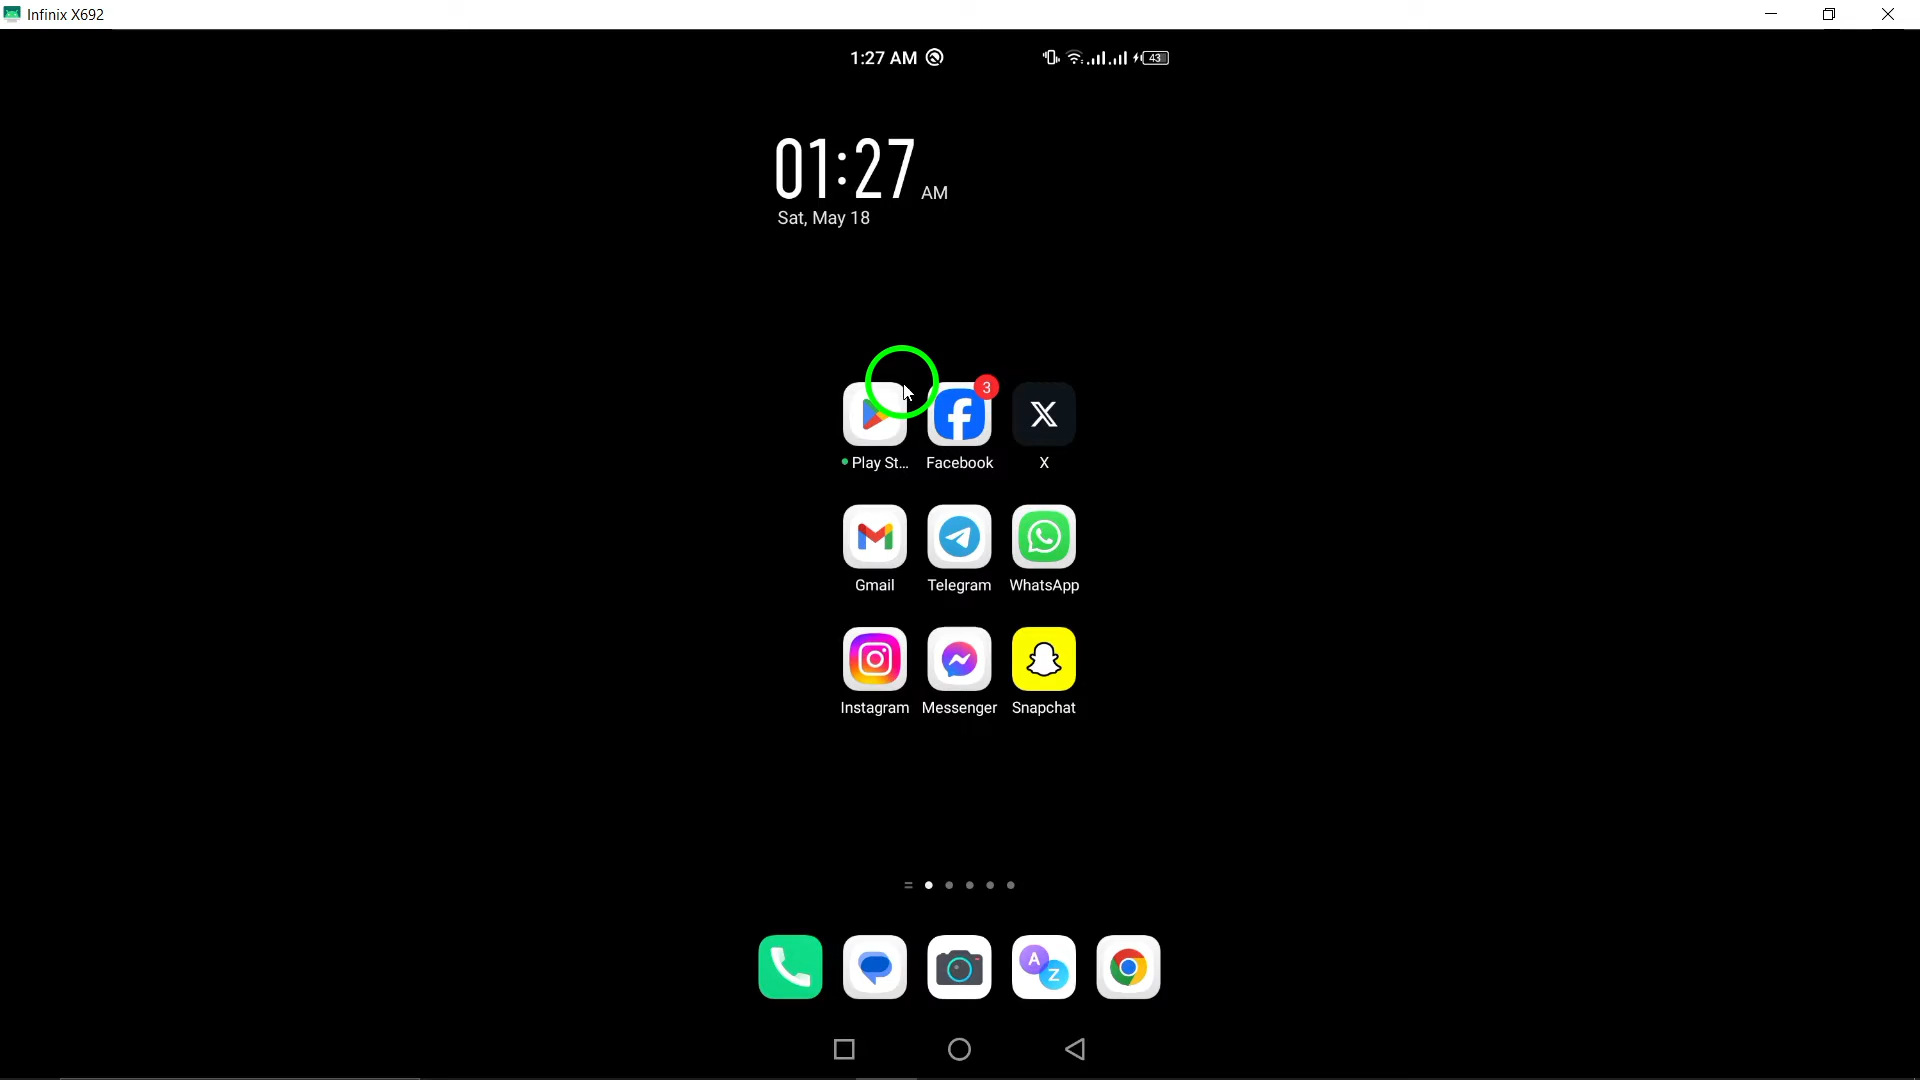 Infinix X692
1:27 AM
43
01:27 AM
Sat, May 18
3
Play St...
Facebook
X
Gmail
Telegram
WhatsApp
Instagram
Messenger
Snapchat
A
Z